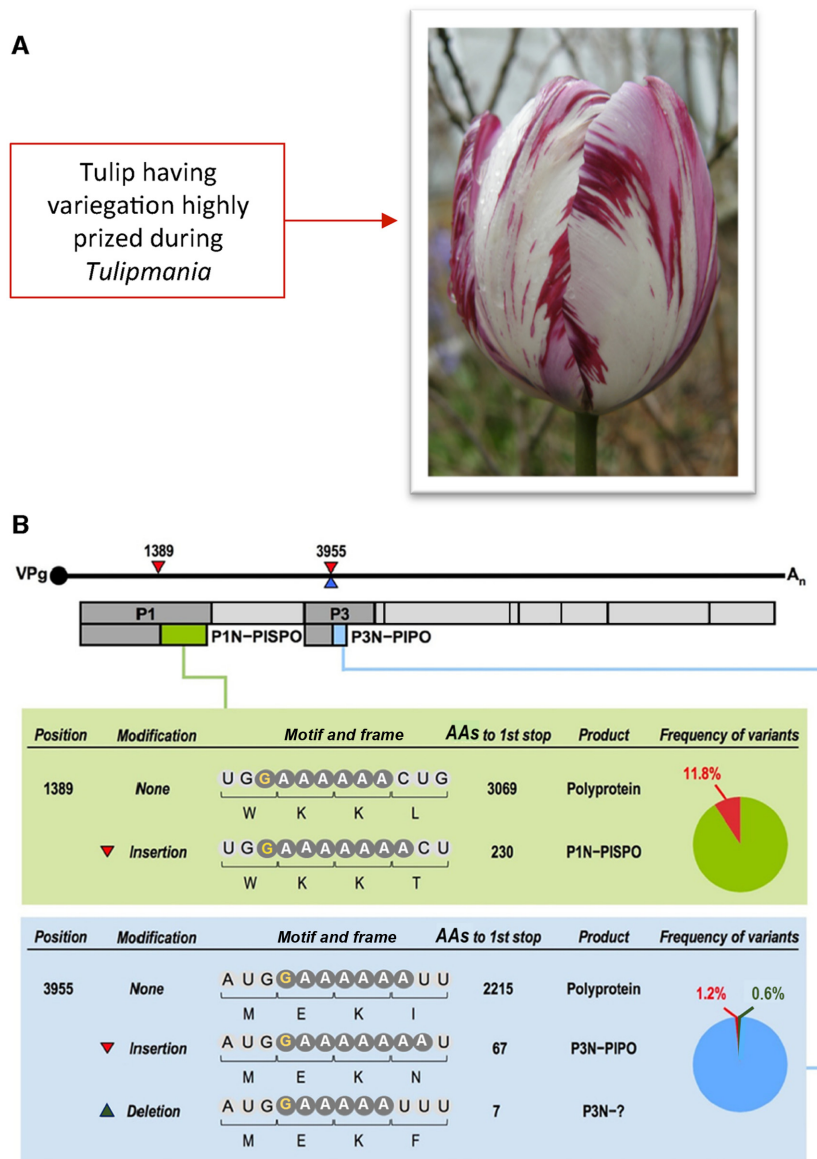 A
Tulip having
variegation highly
prized during
Tulipmania
B
1389 3955
VPg An
P1 P3
P1N–PISPO P3N–PIPO
Position Modification Motif and frame AAs to 1st stop Product Frequency of variants
1389 None U G G A A A A A A C U G 3069 Polyprotein 11.8%
W K K L
Insertion U G G A A A A A A A C U 230 P1N–PISPO
W K K T
Position Modification Motif and frame AAs to 1st stop Product Frequency of variants
3955 None A U G G A A A A A A U U 2215 Polyprotein 1.2% 0.6%
M E K I
Insertion A U G G A A A A A A A U 67 P3N–PIPO
M E K N
Deletion A U G G A A A A A U U U 7 P3N–?
M E K F